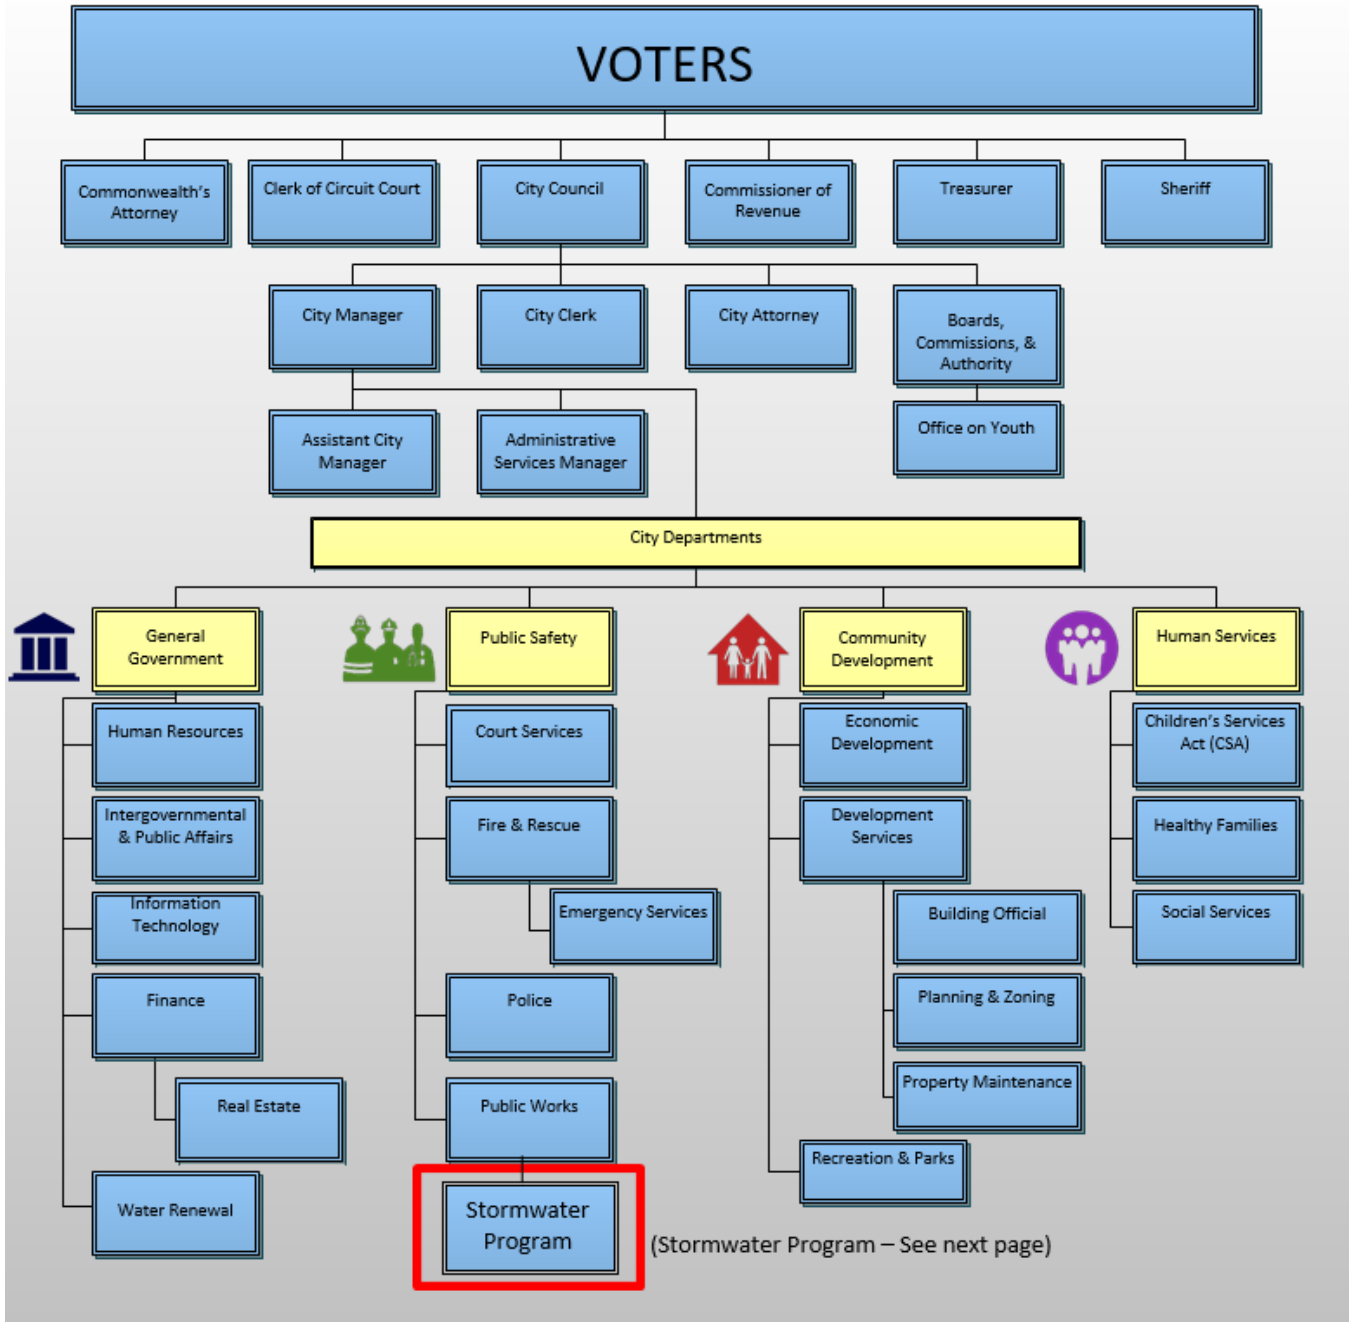 VOTERS
Commonwealth's
Attorney
Clerk of Circuit Court
City Council
Commissioner of
Revenue
Treasurer
Sheriff
City Manager
City Clerk
City Attorney
Boards,
Commissions, &
Authority
Assistant City
Manager
Administrative
Services Manager
Office on Youth
City Departments
General
Government
Public Safety
Community
Development
Human Services
Human Resources
Court Services
Economic
Development
Children's Services
Act (CSA)
Intergovernmental
& Public Affairs
Fire & Rescue
Development
Services
Healthy Families
Information
Technology
Emergency Services
Building Official
Social Services
Finance
Police
Planning & Zoning
Real Estate
Public Works
Property Maintenance
Recreation & Parks
Water Renewal
Stormwater
Program
(Stormwater Program – See next page)